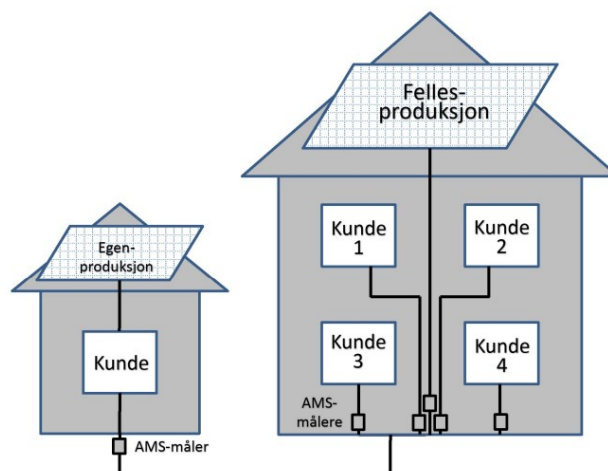 Egen-
produksjon
Kunde
AMS-måler
Felles-
produksjon
Kunde
1
Kunde
2
Kunde
3
Kunde
4
AMS-
målere